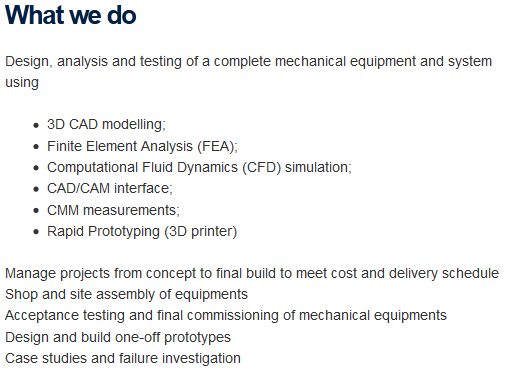 What we do
Design, analysis and testing of a complete mechanical equipment and system
using
• 3D CAD modelling;
• Finite Element Analysis (FEA);
• Computational Fluid Dynamics (CFD) simulation;
• CAD/CAM interface;
• CMM measurements;
• Rapid Prototyping (3D printer)
Manage projects from concept to final build to meet cost and delivery schedule
Shop and site assembly of equipments
Acceptance testing and final commissioning of mechanical equipments
Design and build one-off prototypes
Case studies and failure investigation